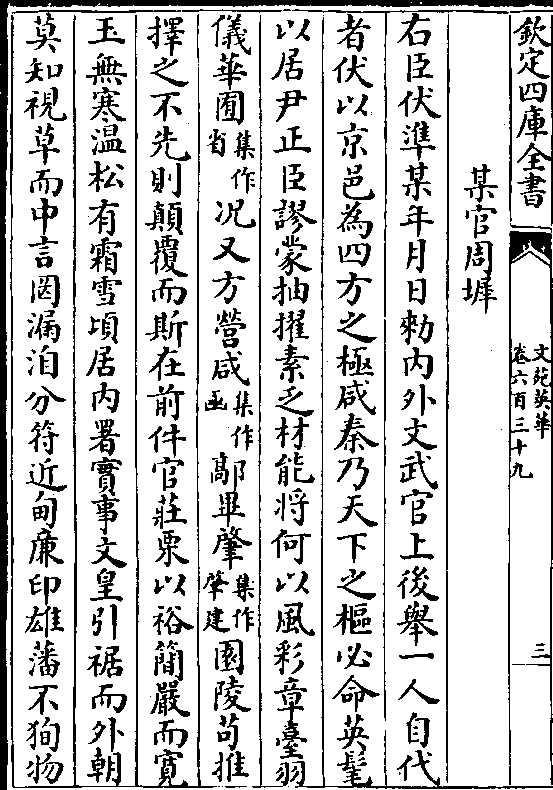 欽定四庫全書
文苑英華
卷六百三十九
三
某官周墀
右臣伏準某年月日勑内外文武官上後舉一人自代
者伏以京邑為四方之極咸秦乃天下之樞必命英髦
以居尹正臣謬蒙抽擢素乏材能將何以風彩章臺羽
儀華囿集作省况又方營咸集作函鄗畢肇集作肇建園陵苟推
擇之不先則顛覆而斯在前件官莊栗以裕簡嚴而寛
玉無寒温松有霜雪頃居内署實事文皇引裾而外朝
莫知視草而中言罔漏洎分符近甸廉印雄藩不狥物